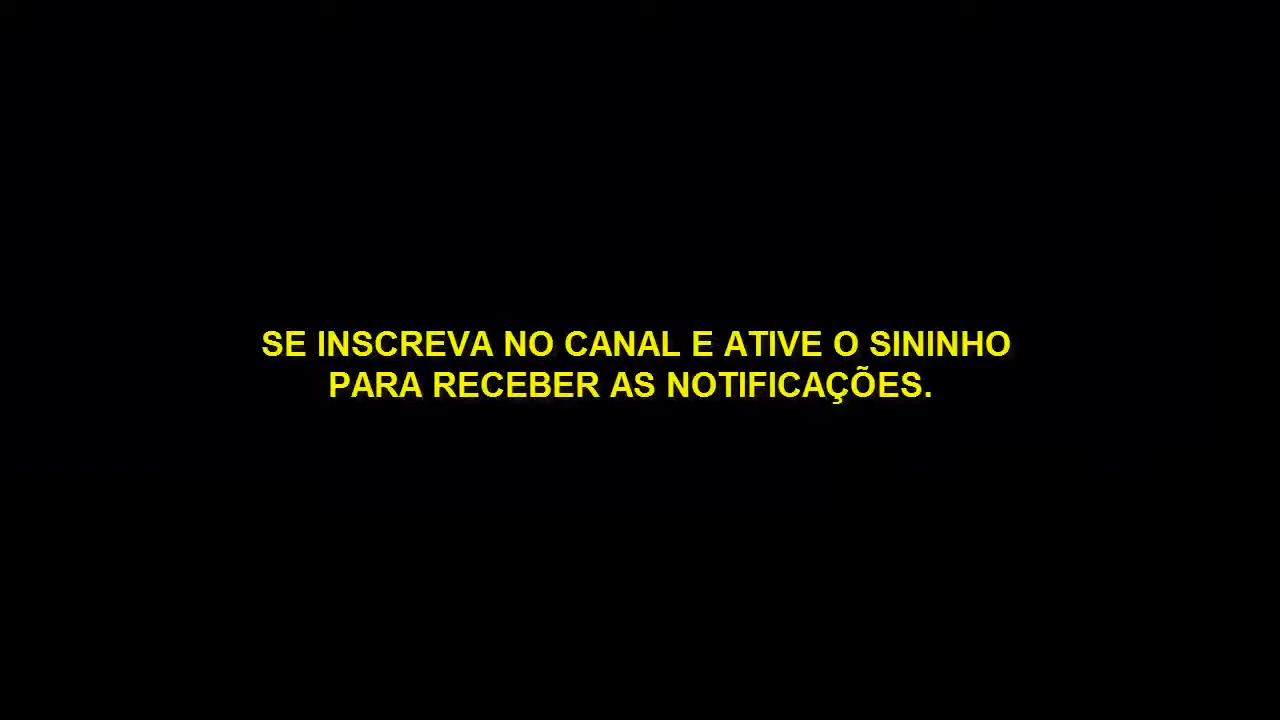 SE INSCREVA NO CANAL E ATIVE O SININHO
PARA RECEBER AS NOTIFICAÇÕES.